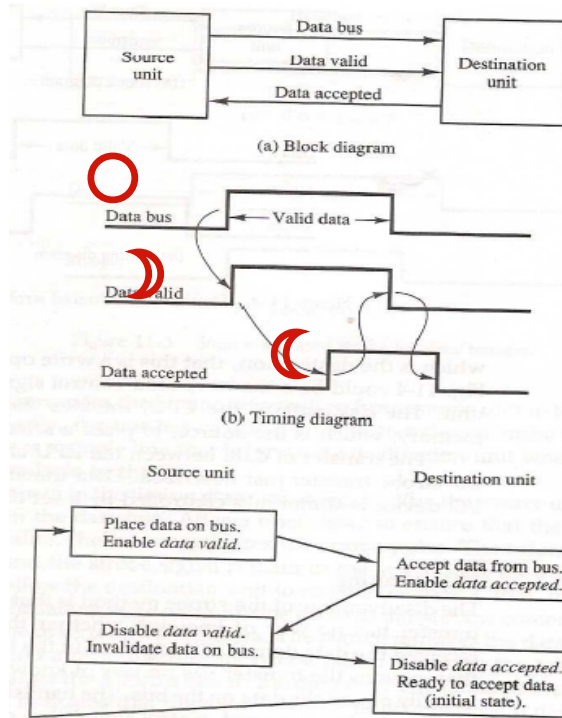 Source
unit
Data bus
Data valid
Data accepted
Destination
unit
(a) Block diagram
Data bus
Valid data
Data valid
Data accepted
(b) Timing diagram
Source unit
Destination unit
Place data on bus.
Enable data valid.
Accept data from bus.
Enable data accepted.
Disable data valid.
Invalidate data on bus.
Disable data accepted.
Ready to accept data
(initial state).